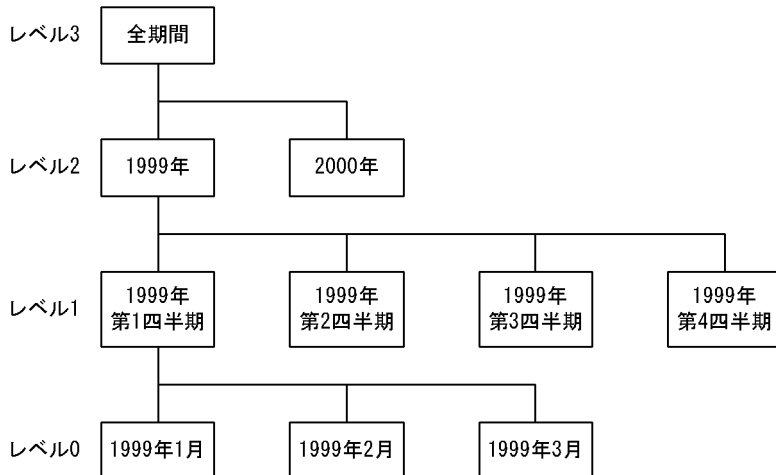 レベル3
全期間
レベル2
1999年
2000年
レベル1
1999年
第1四半期
1999年
第2四半期
1999年
第3四半期
1999年
第4四半期
レベル0
1999年1月
1999年2月
1999年3月